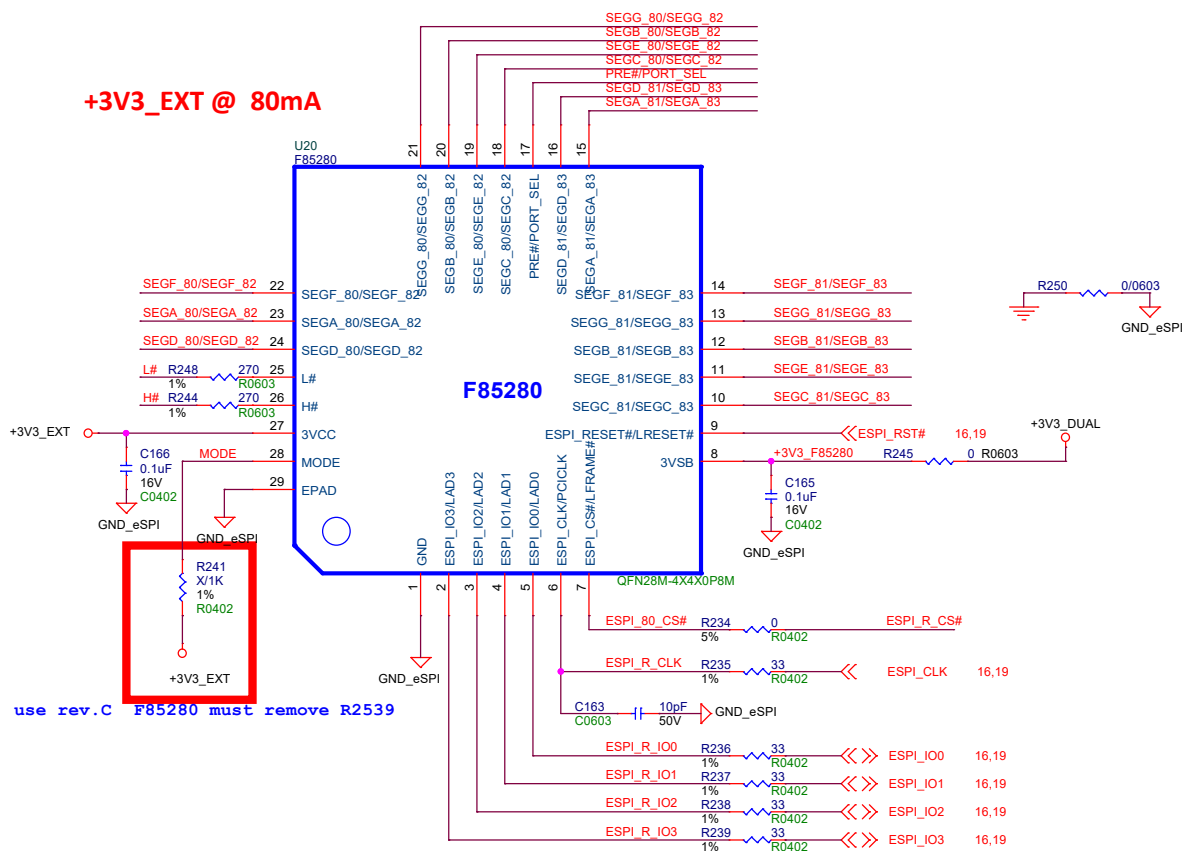 SEGG_80/SEGG_82
SEGB_80/SEGB_82
SEGE_80/SEGE_82
SEGC_80/SEGC_82
PRE#/PORT_SEL
SEGD_81/SEGD_83
SEGA_81/SEGA_83
+3V3_EXT @ 80mA
U20
F85280
21
20
19
18
17
16
15
SEGG_80/SEGG_82
SEGB_80/SEGB_82
SEGE_80/SEGE_82
SEGC_80/SEGC_82
PRE#/PORT_SEL
SEGD_81/SEGD_83
SEGA_81/SEGA_83
SEGF_80/SEGF_82 22 SEGF_80/SEGF_82
SEGA_80/SEGA_82 23 SEGA_80/SEGA_82
SEGD_80/SEGD_82 24 SEGD_80/SEGD_82
L# R248 270 25 L#
1% R0603
H# R244 270 26 H#
1% R0603
+3V3_EXT 27 3VCC
MODE 28 MODE
29 EPAD
C166
0.1uF
16V
C0402
GND_eSPI
GND_eSPI
F85280
SEGF_81/SEGF_83 14 SEGF_81/SEGF_83
SEGG_81/SEGG_83 13 SEGG_81/SEGG_83
SEGB_81/SEGB_83 12 SEGB_81/SEGB_83
SEGE_81/SEGE_83 11 SEGE_81/SEGE_83
SEGC_81/SEGC_83 10 SEGC_81/SEGC_83
ESPI_RESET#/LRESET# 9 ESPI_RST# 16,19
3VSB 8 +3V3_F85280 R245 0 R0603
+3V3_DUAL
R250 0/0603
GND_eSPI
C165
0.1uF
16V
C0402
GND_eSPI
GND
ESPI_IO3/LAD3
ESPI_IO2/LAD2
ESPI_IO1/LAD1
ESPI_IO0/LAD0
ESPI_CLK/PCICLK
ESPI_CS#/LFRAME#
1
2
3
4
5
6
7
QFN28M-4X4X0P8M
R241
X/1K
1%
R0402
+3V3_EXT
use rev.C F85280 must remove R2539
GND_eSPI
ESPI_80_CS# R234 0 ESPI_R_CS#
5% R0402
ESPI_R_CLK R235 33 ESPI_CLK 16,19
1% R0402
C163 10pF GND_eSPI
C0603 50V
ESPI_R_IO0 R236 33 ESPI_IO0 16,19
1% R0402
ESPI_R_IO1 R237 33 ESPI_IO1 16,19
1% R0402
ESPI_R_IO2 R238 33 ESPI_IO2 16,19
1% R0402
ESPI_R_IO3 R239 33 ESPI_IO3 16,19
1% R0402